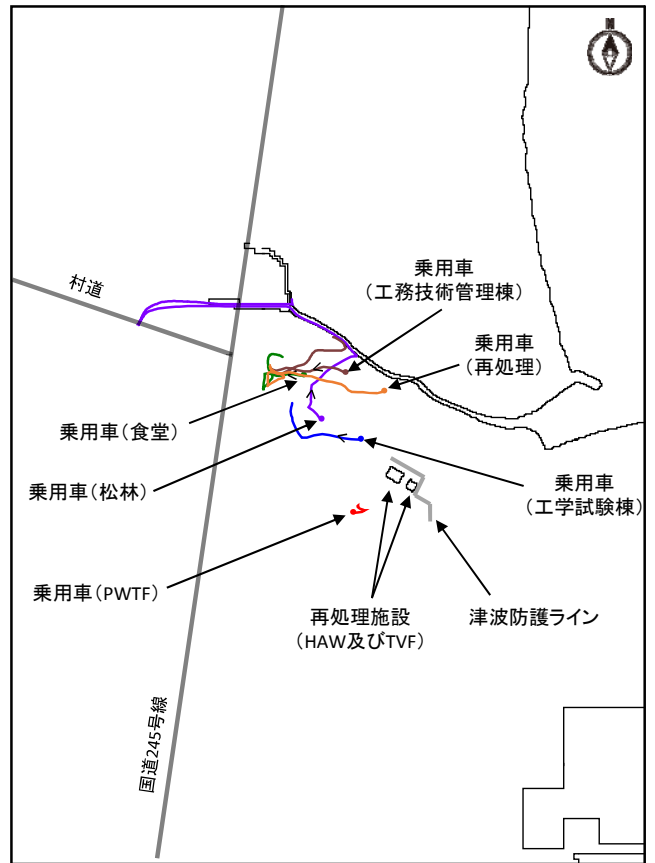 N
村道
乗用車
(工務技術管理棟)
乗用車
(再処理)
乗用車(食堂)
乗用車(松林)
乗用車
(工学試験棟)
乗用車(PWTF)
再処理施設
(HAW及びTVF)
津波防護ライン
国道245号線